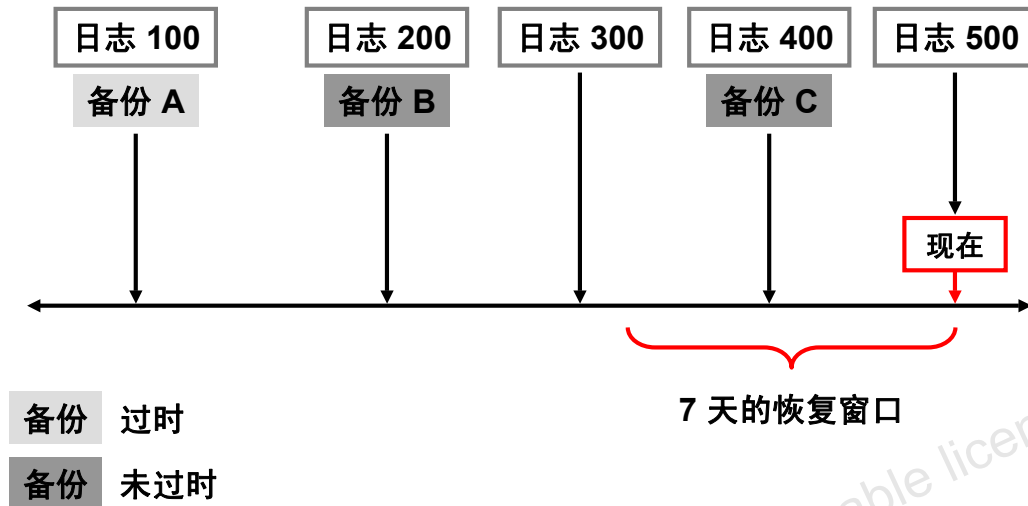 日志 100
日志 200
日志 300
日志 400
日志 500
备份 A
备份 B
备份 C
现在
7 天的恢复窗口
备份 过时
备份 未过时
able licen